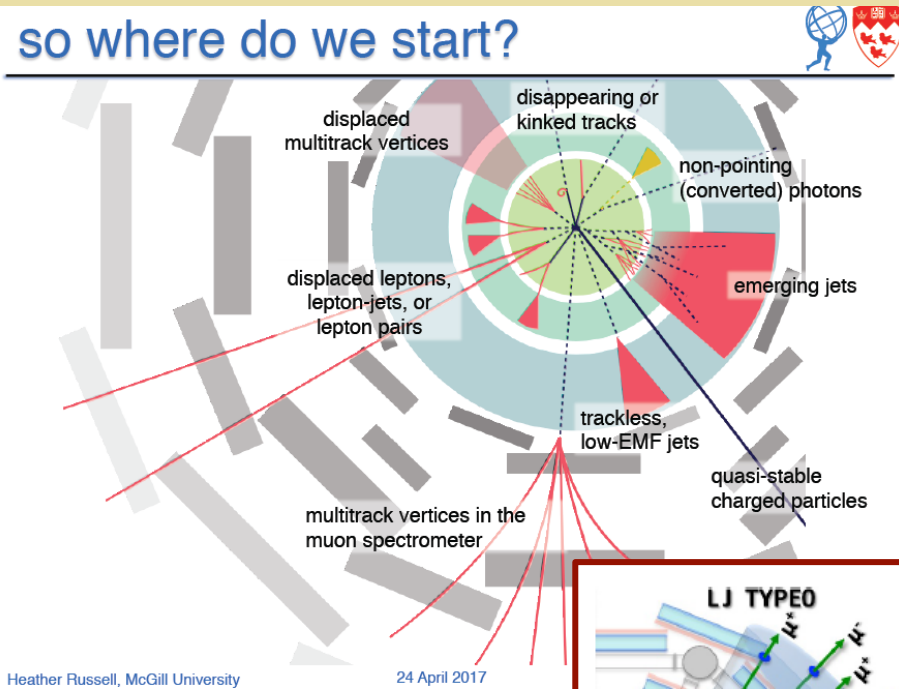 so where do we start?
disappearing or
kinked tracks
displaced
multitrack vertices
non-pointing
(converted) photons
displaced leptons,
lepton-jets, or
lepton pairs
emerging jets
trackless,
low-EMF jets
quasi-stable
charged particles
multitrack vertices in the
muon spectrometer
LJ TYPE0
μ⁺
μ⁻
μ⁺
Heather Russell, McGill University
24 April 2017